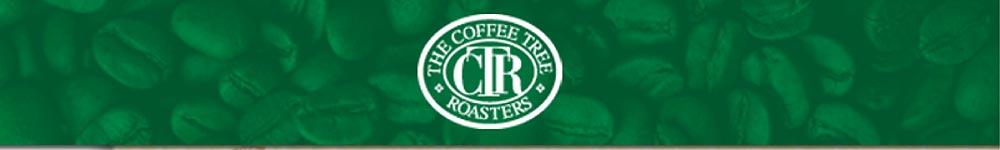 THE COFFEE TREE
CTR
ROASTERS